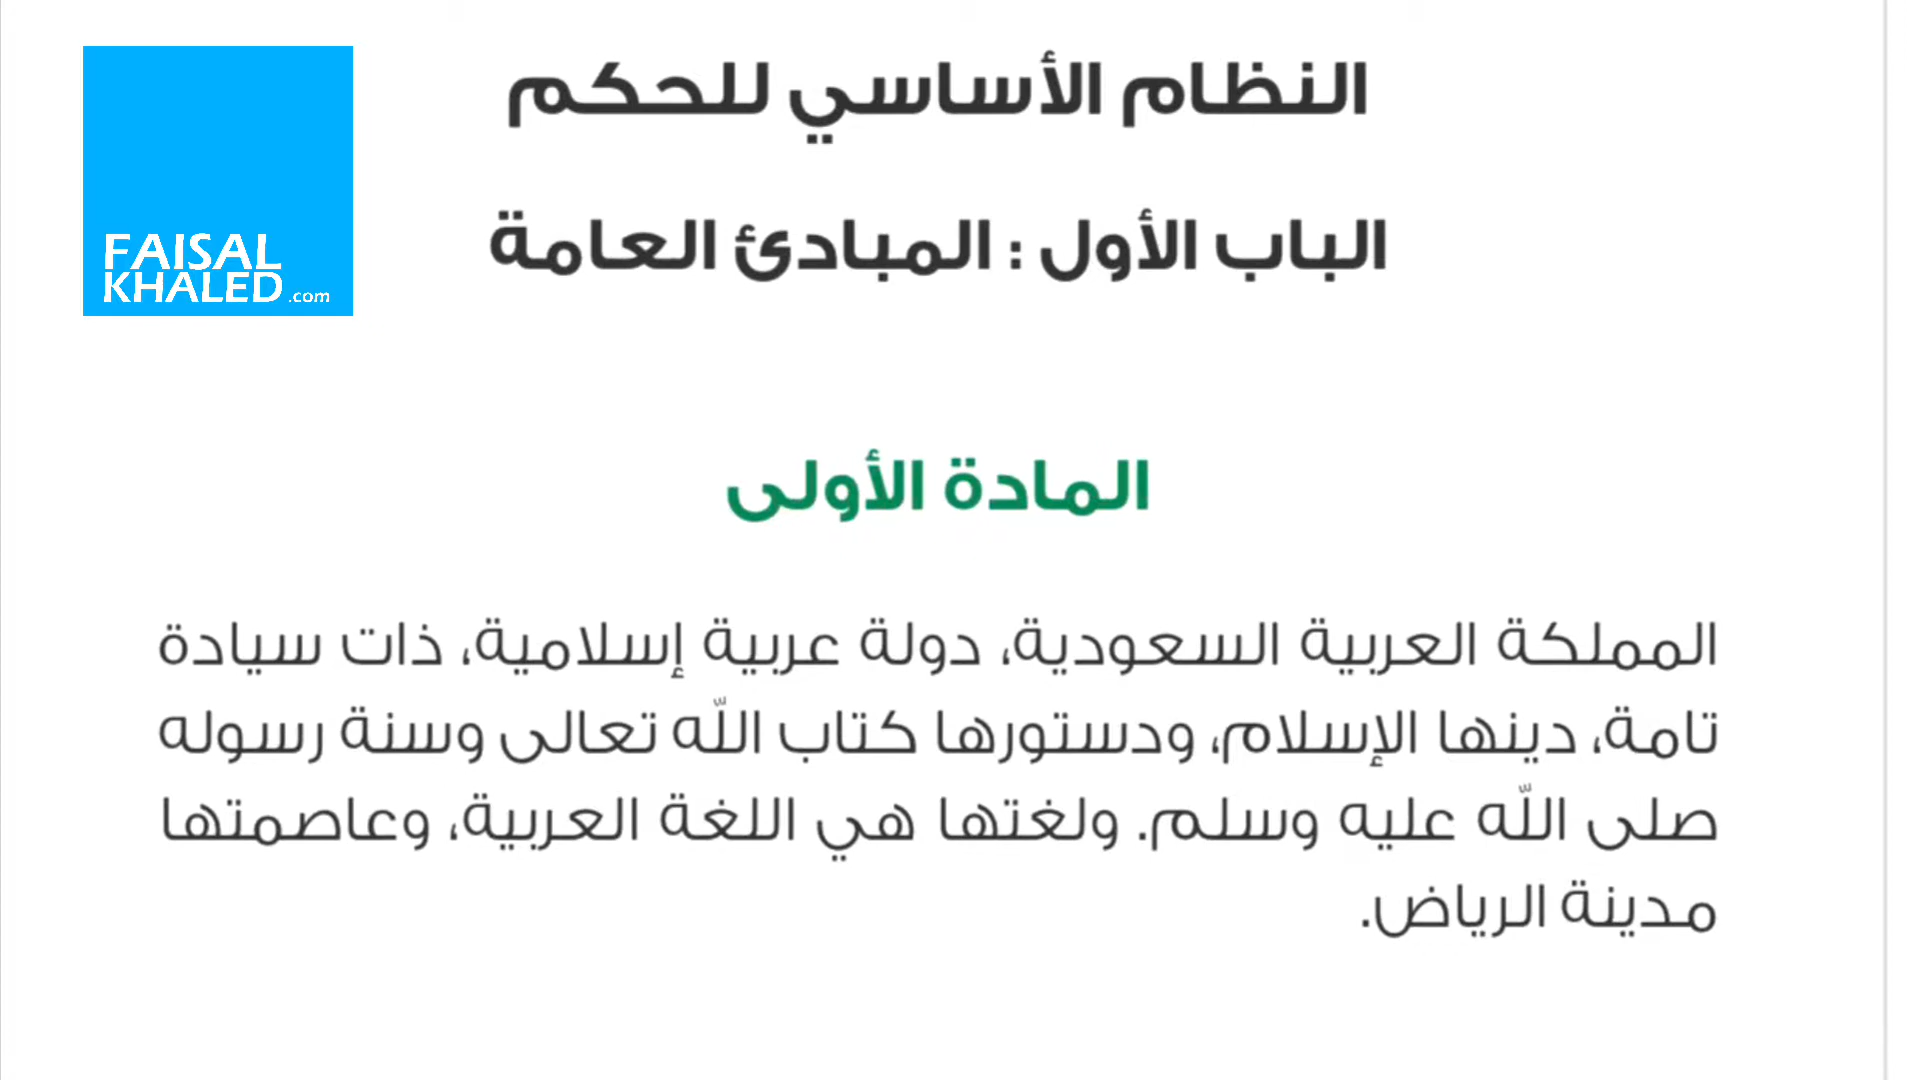 النظام الأساسي للحكم
الباب الأول : المبادئ العامة
FAISAL
KHALED.com
المادة الأولى
المملكة العربية السعودية، دولة عربية إسلامية، ذات سيادة
تامة، دينها الإسلام، ودستورها كتاب اللّه تعالى وسنة رسوله
صلى اللّه عليه وسلم. ولغتها هي اللغة العربية، وعاصمتها
مدينة الرياض.